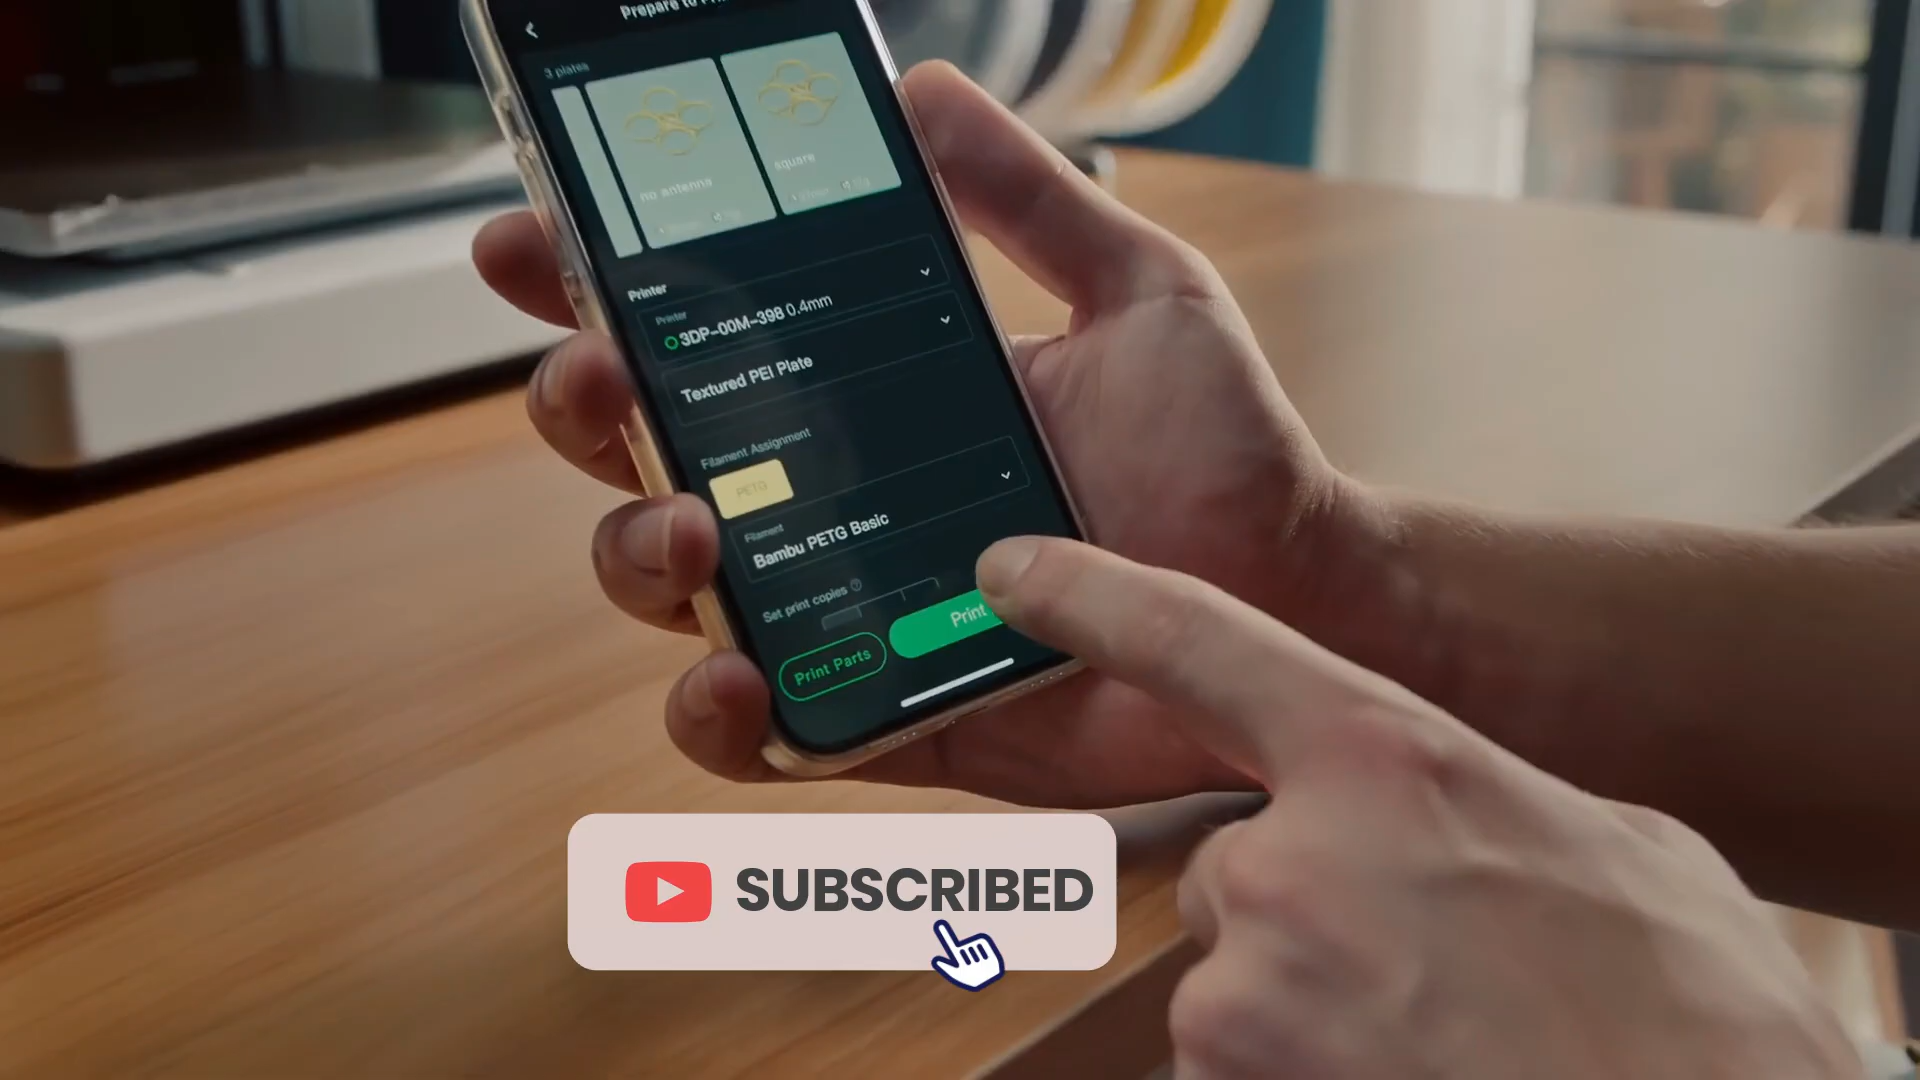 Prepare to
3 plates
no antenna
square
Printer
Printer
3DP-00M-398 0.4mm
Textured PEI Plate
Filament Assignment
PETG
Filament
Bambu PETG Basic
Set print copies
Print Parts
Print
SUBSCRIBED